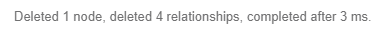 Deleted 1 node, deleted 4 relationships, completed after 3 ms.